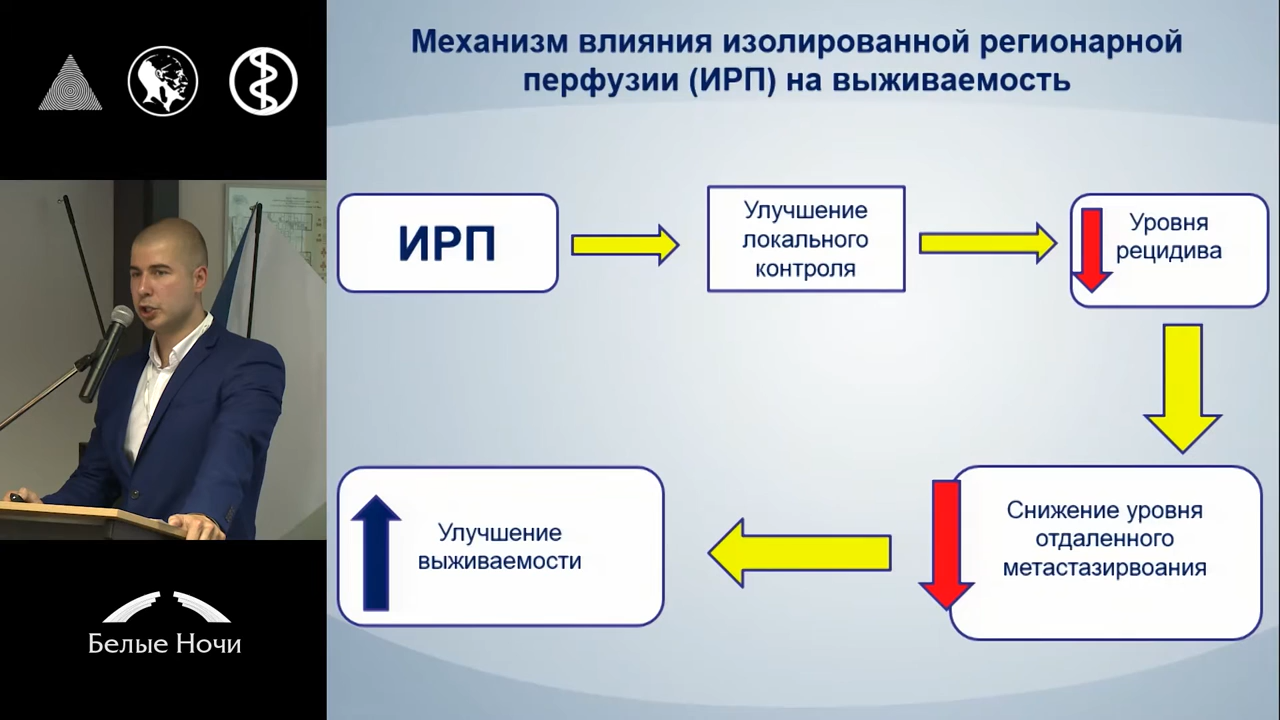 Механизм влияния изолированной регионарной
перфузии (ИРП) на выживаемость
ИРП
Улучшение
локального
контроля
Уровня
рецидива
Снижение уровня
отдаленного
метастазирвоания
Улучшение
выживаемости
Белые Ночи